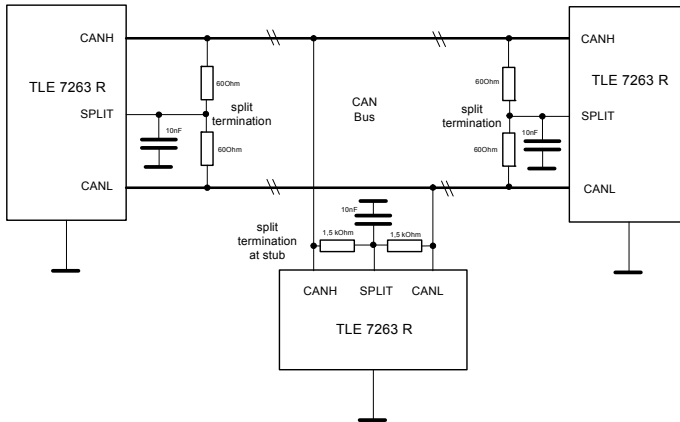 CANH
TLE 7263 R
SPLIT
CANL
60Ohm
split
termination
10nF
60Ohm
CAN
Bus
60Ohm
split
termination
60Ohm
10nF
CANH
TLE 7263 R
SPLIT
CANL
split
termination
at stub
10nF
1,5 kOhm
1,5 kOhm
CANH SPLIT CANL
TLE 7263 R